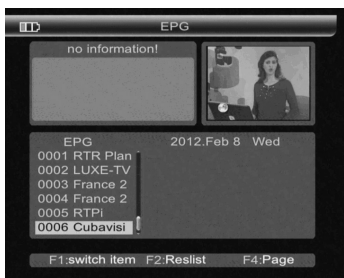 EPG
no information!
EPG 2012.Feb 8 Wed
0001 RTR Plan
0002 LUXE-TV
0003 France 2
0004 France 2
0005 RTPi
0006 Cubavisi
F1:switch item F2:Reslist F4:Page